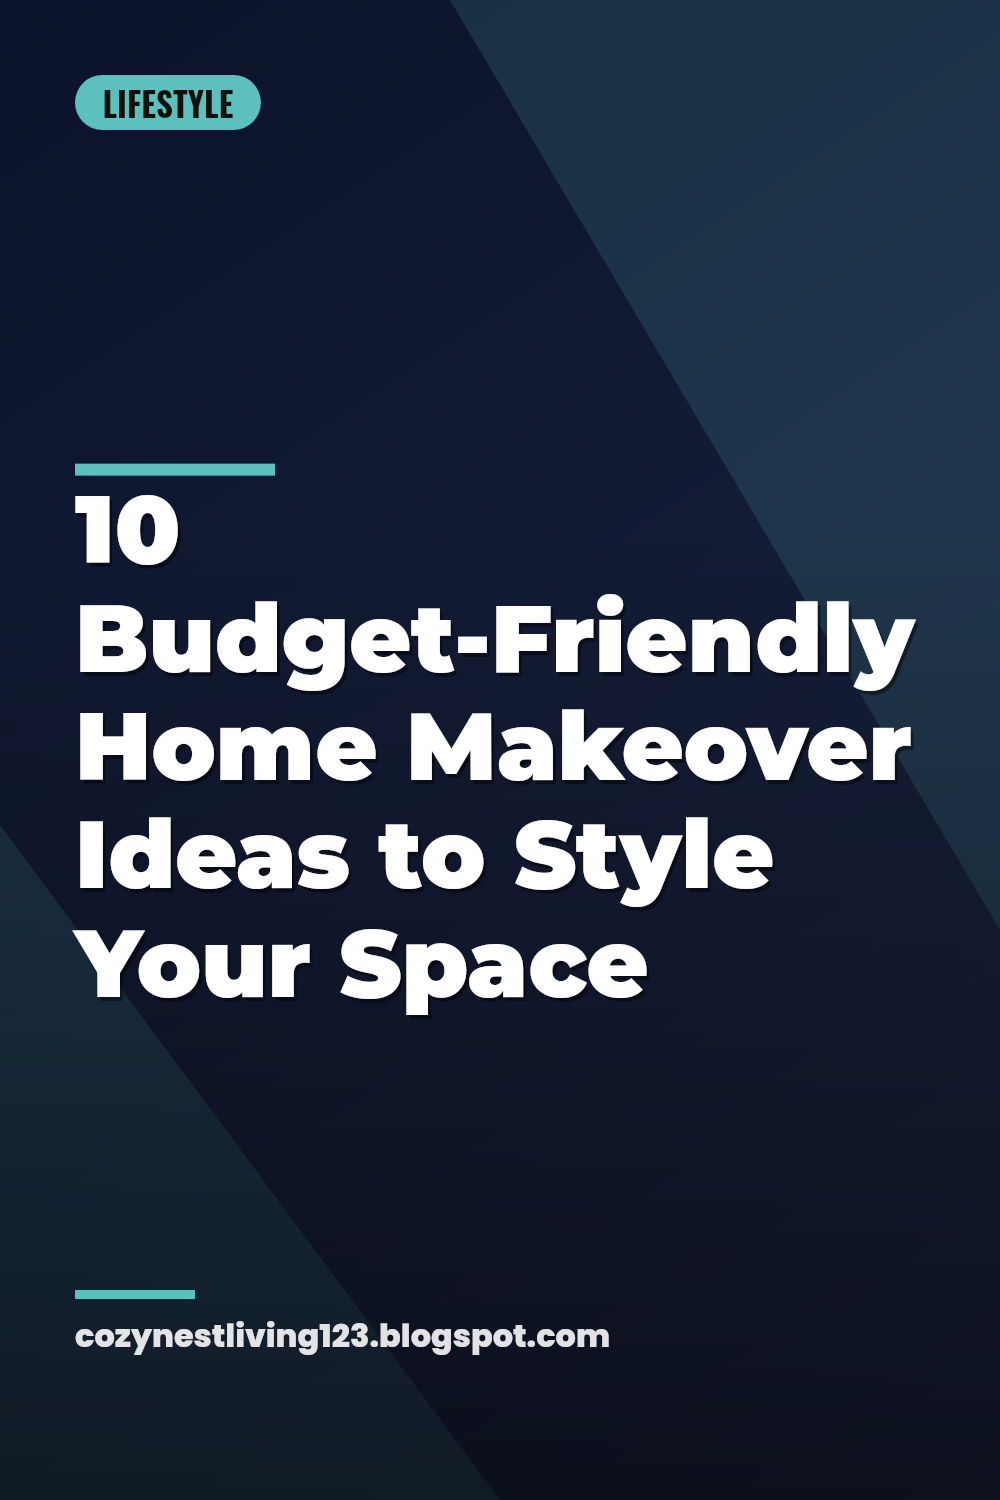 LIFESTYLE
10
Budget-Friendly
Home Makeover
Ideas to Style
Your Space
cozynestliving123.blogspot.com